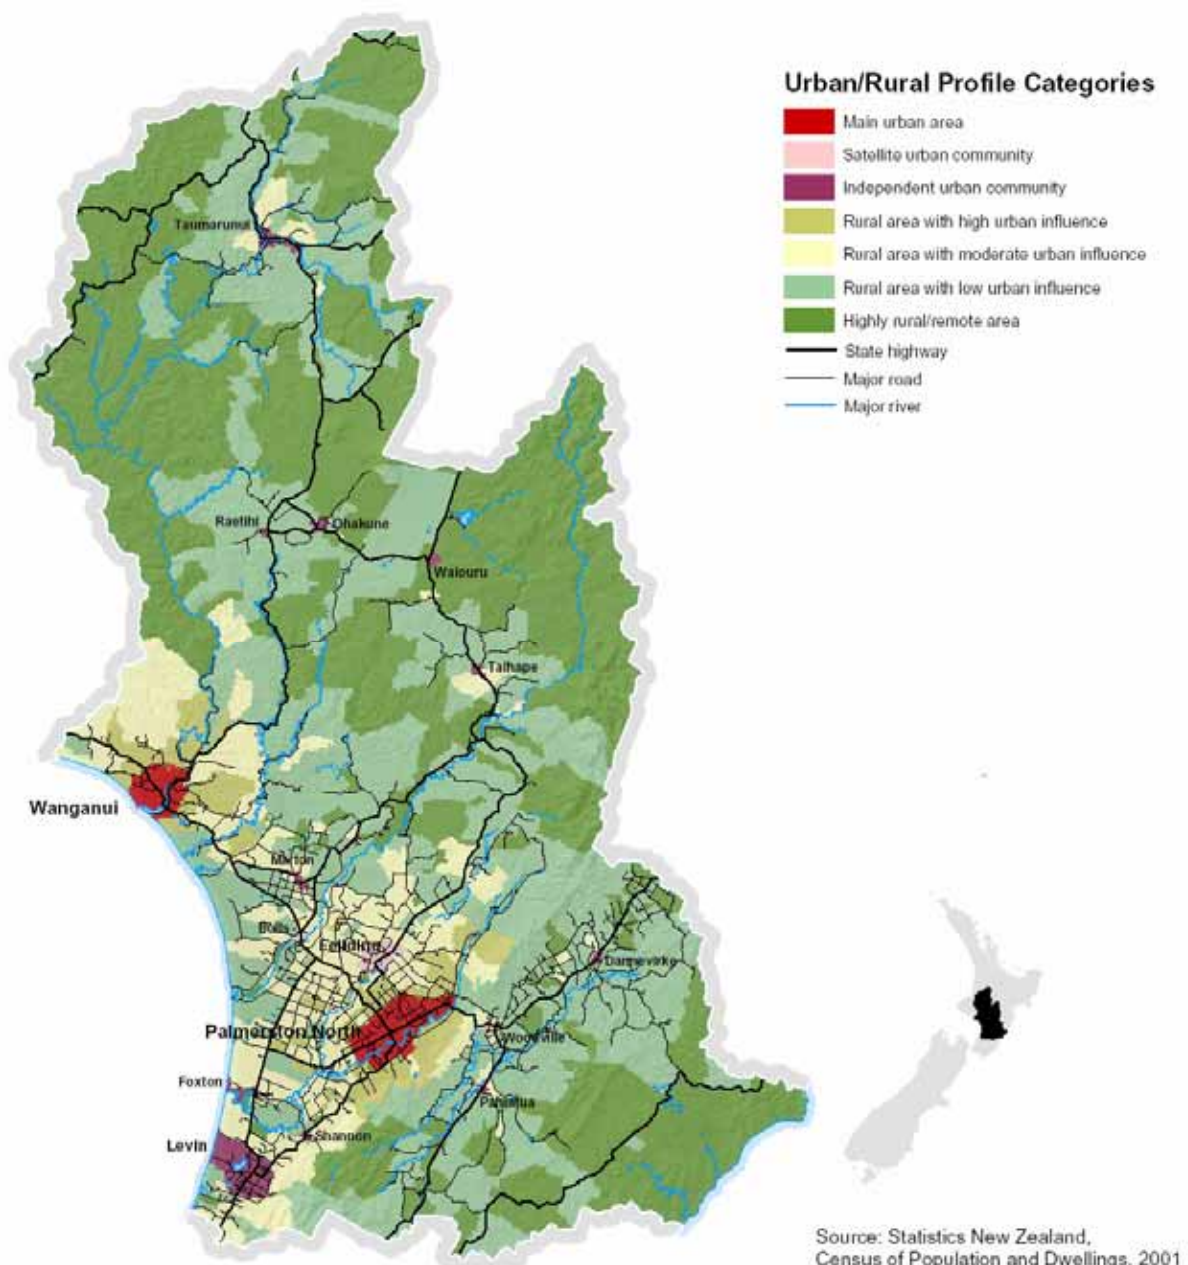 Urban/Rural Profile Categories
Main urban area
Satellite urban community
Independent urban community
Rural area with high urban influence
Rural area with moderate urban influence
Rural area with low urban influence
Highly rural/remote area
State highway
Major road
Major river
Taumarunui
Raetihi
Ohakune
Waiouru
Taihape
Wanganui
Marton
Bulls
Feilding
Dannevirke
Palmerston North
Woodville
Foxton
Pahiatua
Levin
Shannon
Source: Statistics New Zealand,
Census of Population and Dwellings, 2001